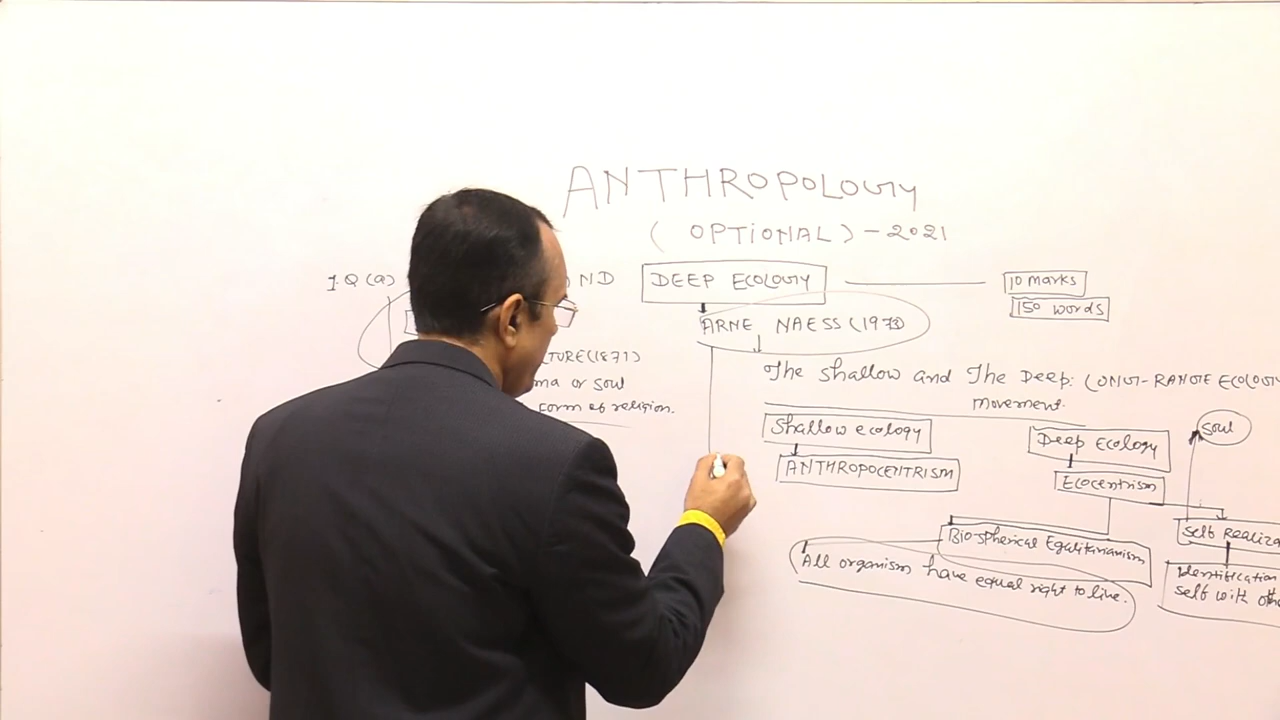 ANTHROPOLOGY
(OPTIONAL) - 2021
1.Q(a) ND DEEP ECOLOGY 10 marks
150 words
ARNE NAESS (1973)
TURE(1871)
ma or soul
form of religion.
The shallow and The Deep: LONG-RANGE ECOLOGY
movement.
Shallow ecology Deep Ecology Soul
ANTHROPOCENTRISM Ecocentrism
Bio-spherical Egalitarianism Self Realiza
All organism have equal right to live.
Identification
self with oth